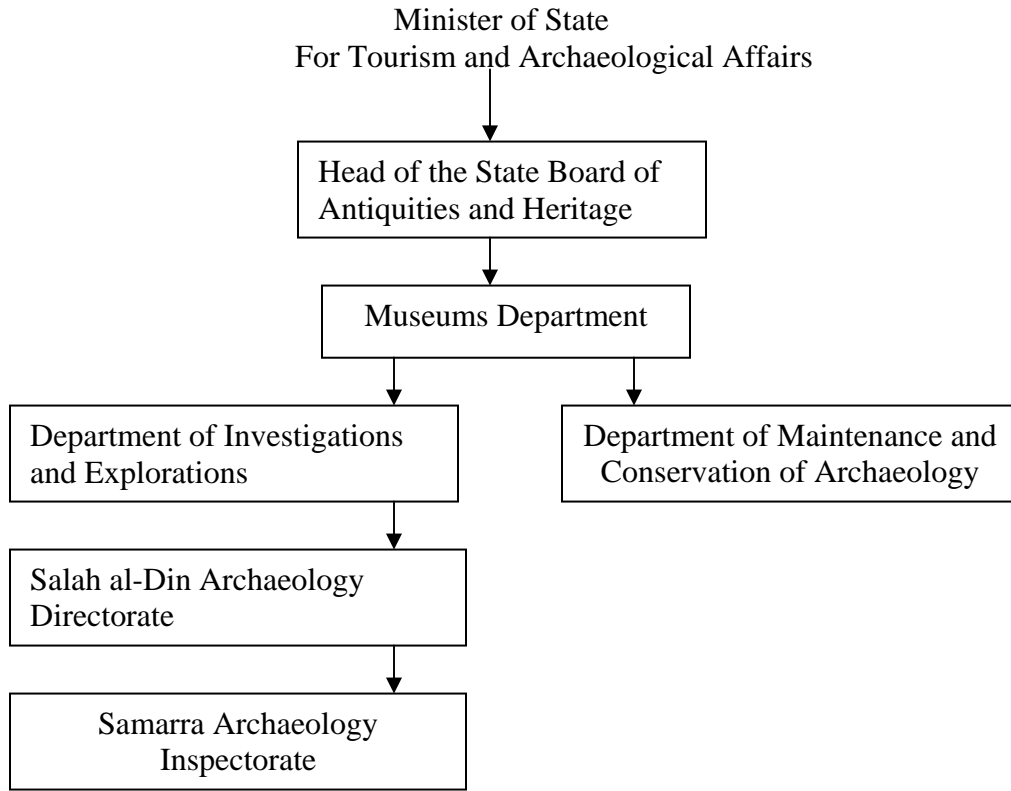 Minister of State
For Tourism and Archaeological Affairs
Head of the State Board of
Antiquities and Heritage
Museums Department
Department of Investigations
and Explorations
Department of Maintenance and
Conservation of Archaeology
Salah al-Din Archaeology
Directorate
Samarra Archaeology
Inspectorate